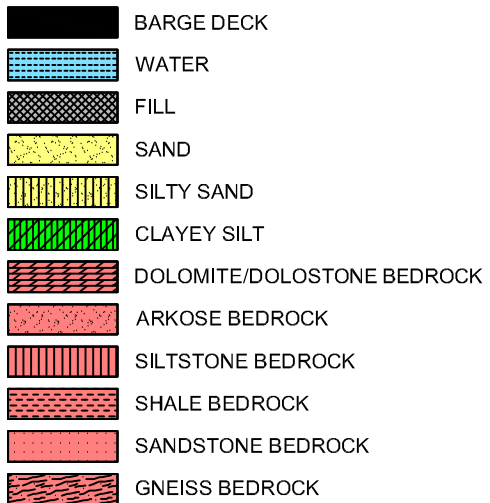 BARGE DECK
WATER
FILL
SAND
SILTY SAND
CLAYEY SILT
DOLOMITE/DOLOSTONE BEDROCK
ARKOSE BEDROCK
SILTSTONE BEDROCK
SHALE BEDROCK
SANDSTONE BEDROCK
GNEISS BEDROCK